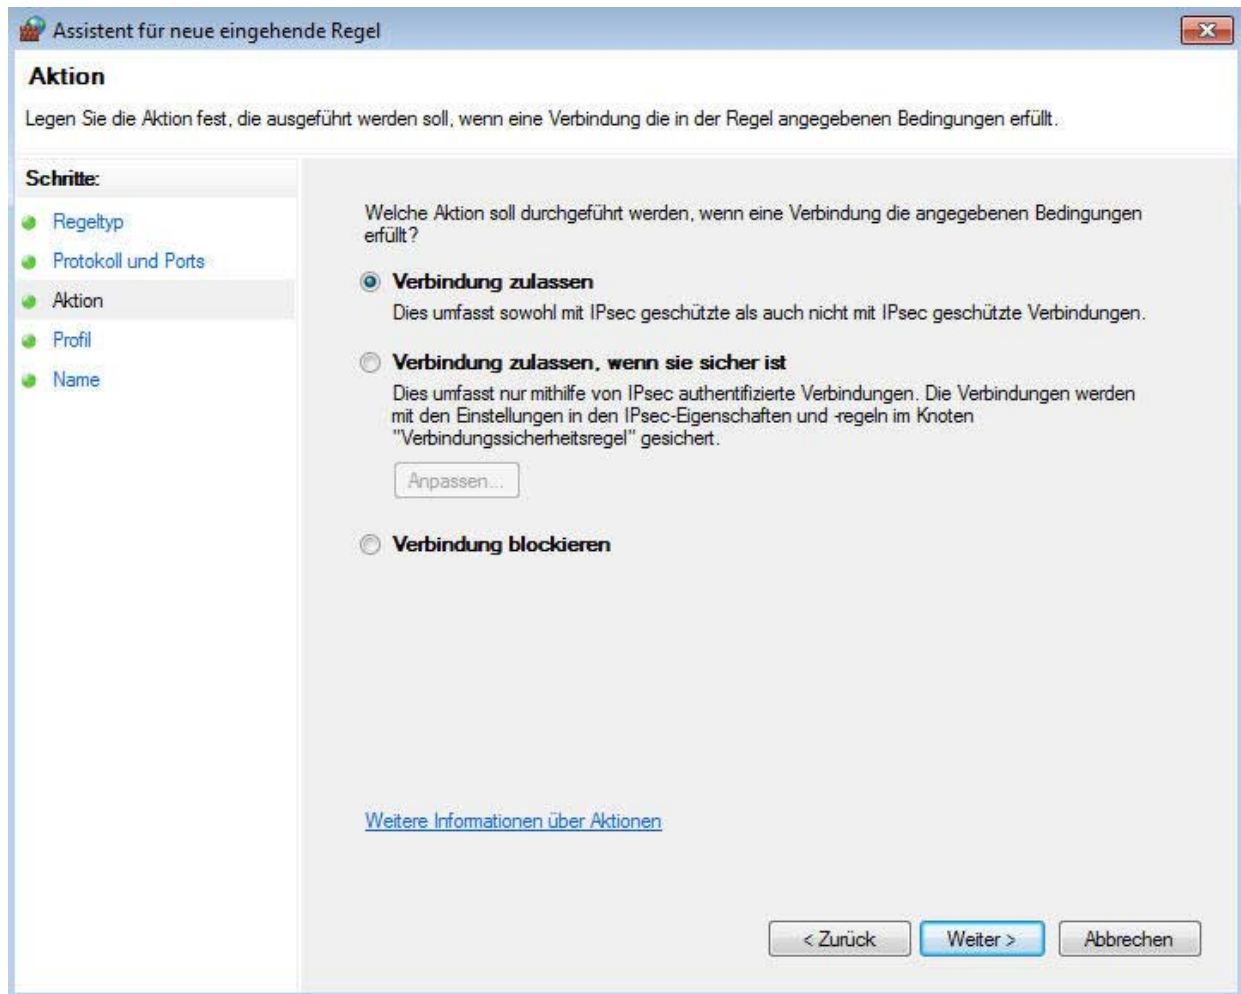 Assistent für neue eingehende Regel
Aktion
Legen Sie die Aktion fest, die ausgeführt werden soll, wenn eine Verbindung die in der Regel angegebenen Bedingungen erfüllt.
Schritte:
Regeltyp
Protokoll und Ports
Aktion
Profil
Name
Welche Aktion soll durchgeführt werden, wenn eine Verbindung die angegebenen Bedingungen
erfüllt?
Verbindung zulassen
Dies umfasst sowohl mit IPsec geschützte als auch nicht mit IPsec geschützte Verbindungen.
Verbindung zulassen, wenn sie sicher ist
Dies umfasst nur mithilfe von IPsec authentifizierte Verbindungen. Die Verbindungen werden
mit den Einstellungen in den IPsec-Eigenschaften und -regeln im Knoten
"Verbindungssicherheitsregel" gesichert.
Anpassen...
Verbindung blockieren
Weitere Informationen über Aktionen
< Zurück
Weiter >
Abbrechen